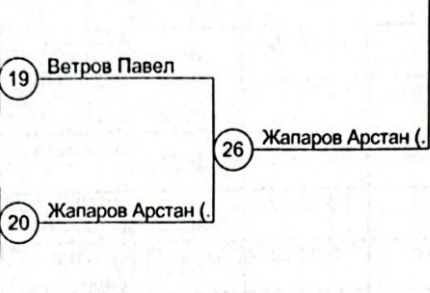 19 Ветров Павел
26 Жапаров Арстан (.
20 Жапаров Арстан (.